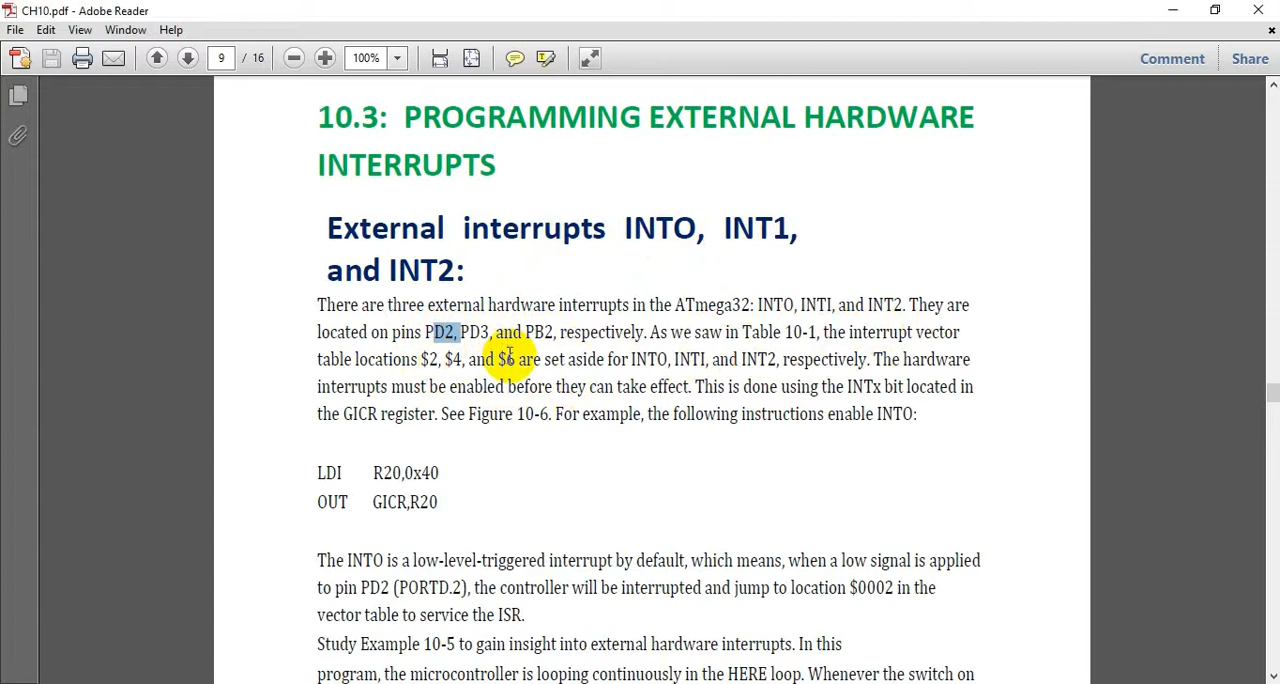 CH10.pdf - Adobe Reader
File Edit View Window Help
9 / 16 100% Comment Share
10.3: PROGRAMMING EXTERNAL HARDWARE
INTERRUPTS
External interrupts INTO, INT1,
and INT2:
There are three external hardware interrupts in the ATmega32: INTO, INTI, and INT2. They are
located on pins PD2, PD3, and PB2, respectively. As we saw in Table 10-1, the interrupt vector
table locations $2, $4, and $6 are set aside for INTO, INTI, and INT2, respectively. The hardware
interrupts must be enabled before they can take effect. This is done using the INTx bit located in
the GICR register. See Figure 10-6. For example, the following instructions enable INTO:
LDI R20,0x40
OUT GICR,R20
The INTO is a low-level-triggered interrupt by default, which means, when a low signal is applied
to pin PD2 (PORTD.2), the controller will be interrupted and jump to location $0002 in the
vector table to service the ISR.
Study Example 10-5 to gain insight into external hardware interrupts. In this
program, the microcontroller is looping continuously in the HERE loop. Whenever the switch on